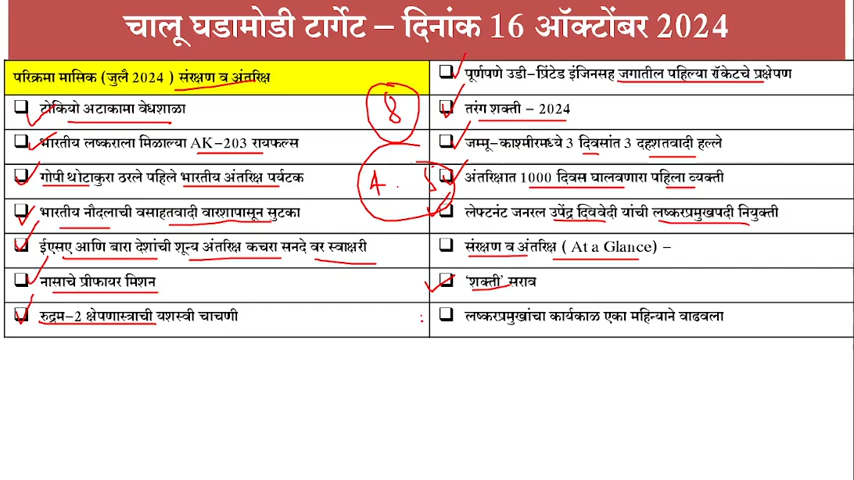 चालू घडामोडी टार्गेट – दिनांक 16 ऑक्टोंबर 2024
परिक्रमा मासिक (जुलै 2024 ) संरक्षण व अंतरिक्ष
टोकियो अटाकामा वेधशाळा
भारतीय लष्कराला मिळाल्या AK-203 रायफल्स
गोपी थोटाकुरा ठरले पहिले भारतीय अंतरिक्ष पर्यटक
भारतीय नौदलाची वसाहतवादी वारशापासून सुटका
ईएसए आणि बारा देशांची शून्य अंतरिक्ष कचरा सनदे वर स्वाक्षरी
नासाचे प्रीफायर मिशन
रुद्रम-2 क्षेपणास्त्राची यशस्वी चाचणी
पूर्णपणे उडी-प्रिंटेड इंजिनसह जगातील पहिल्या रॉकेटचे प्रक्षेपण
तरंग शक्ती - 2024
जम्मू-काश्मीरमध्ये 3 दिवसांत 3 दहशतवादी हल्ले
अंतरिक्षात 1000 दिवस घालवणारा पहिला व्यक्ती
लेफ्टनंट जनरल उपेंद्र द्विवेदी यांची लष्करप्रमुखपदी नियुक्ती
संरक्षण व अंतरिक्ष ( At a Glance) –
'शक्ती' सराव
लष्करप्रमुखांचा कार्यकाळ एका महिन्याने वाढवला
8